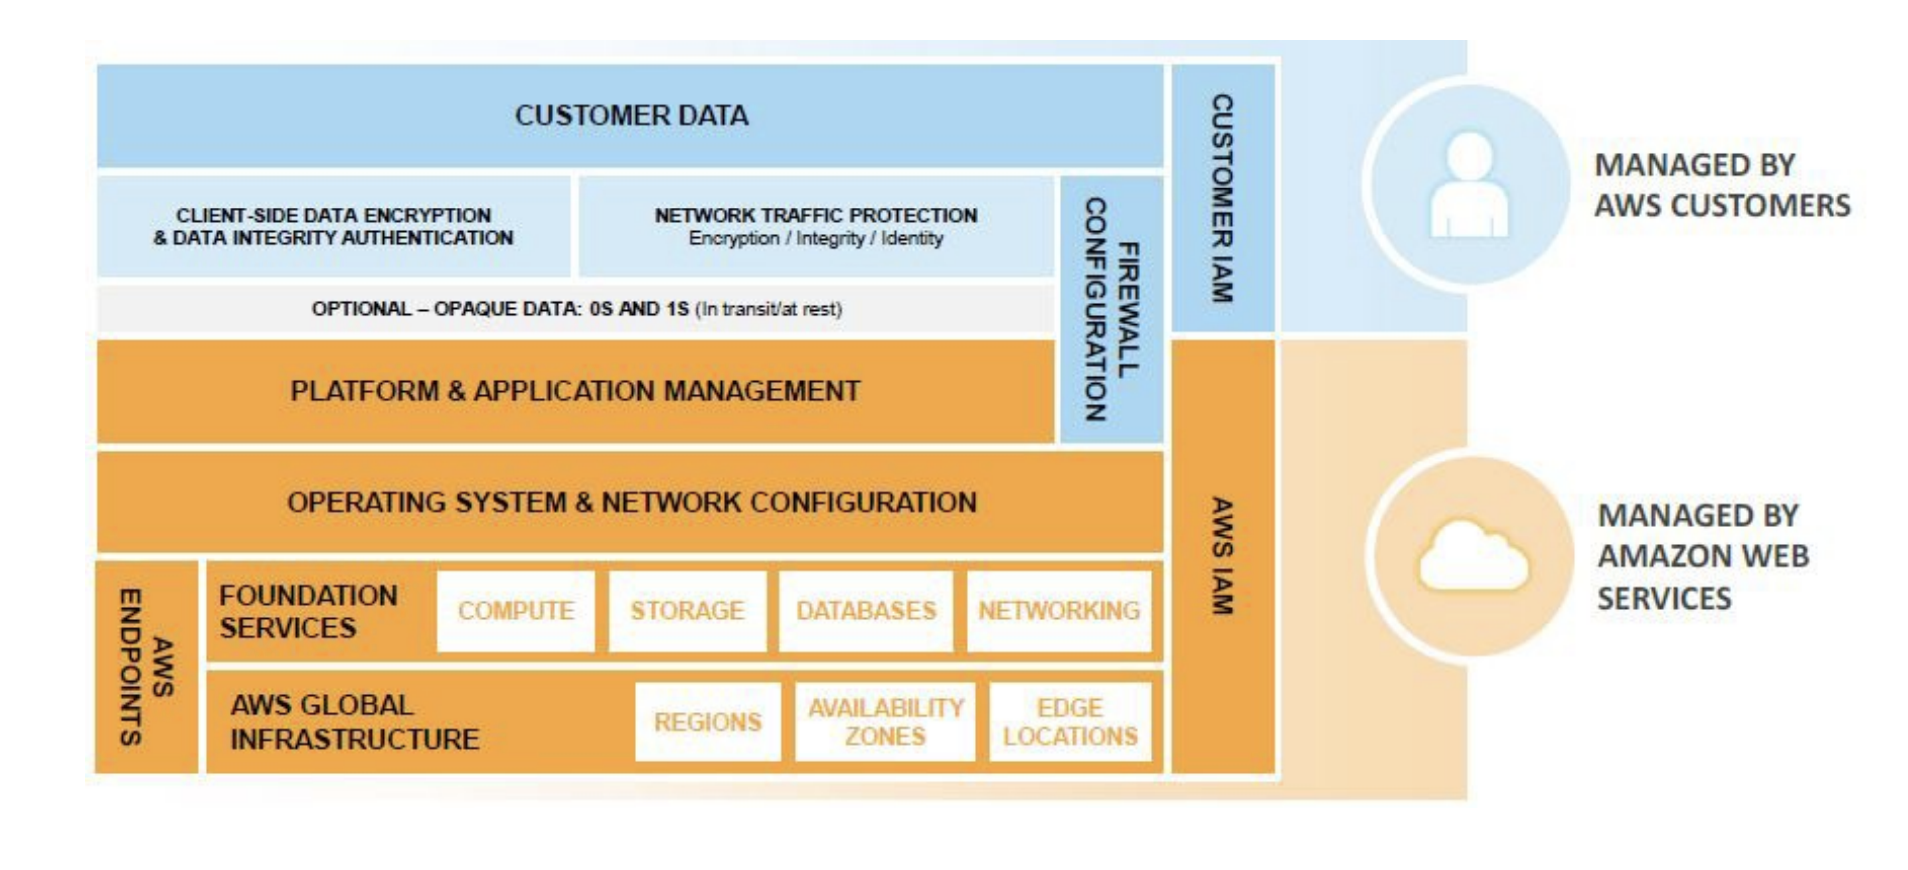 CUSTOMER DATA
CUSTOMER IAM
MANAGED BY
AWS CUSTOMERS
CLIENT-SIDE DATA ENCRYPTION
& DATA INTEGRITY AUTHENTICATION
NETWORK TRAFFIC PROTECTION
Encryption / Integrity / Identity
FIREWALL
CONFIGURATION
OPTIONAL – OPAQUE DATA: 0S AND 1S (In transit/at rest)
PLATFORM & APPLICATION MANAGEMENT
OPERATING SYSTEM & NETWORK CONFIGURATION
AWS IAM
MANAGED BY
AMAZON WEB
SERVICES
AWS
ENDPOINTS
FOUNDATION
SERVICES
COMPUTE
STORAGE
DATABASES
NETWORKING
AWS GLOBAL
INFRASTRUCTURE
REGIONS
AVAILABILITY
ZONES
EDGE
LOCATIONS